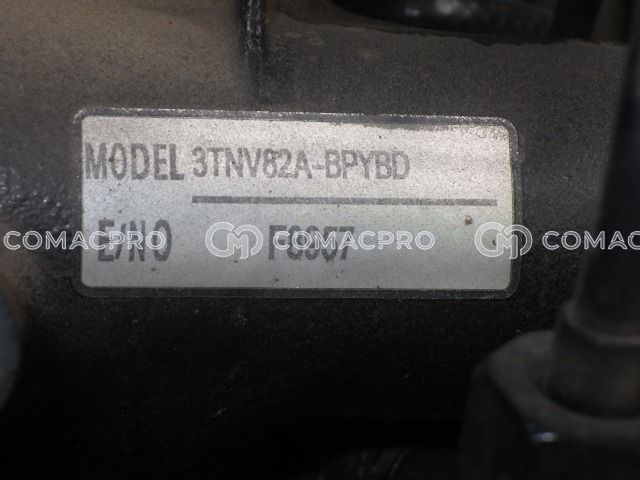 MODEL 3TNV82A-BPYBD
E/NO
COMACPRO COMACPRO COMACPRO